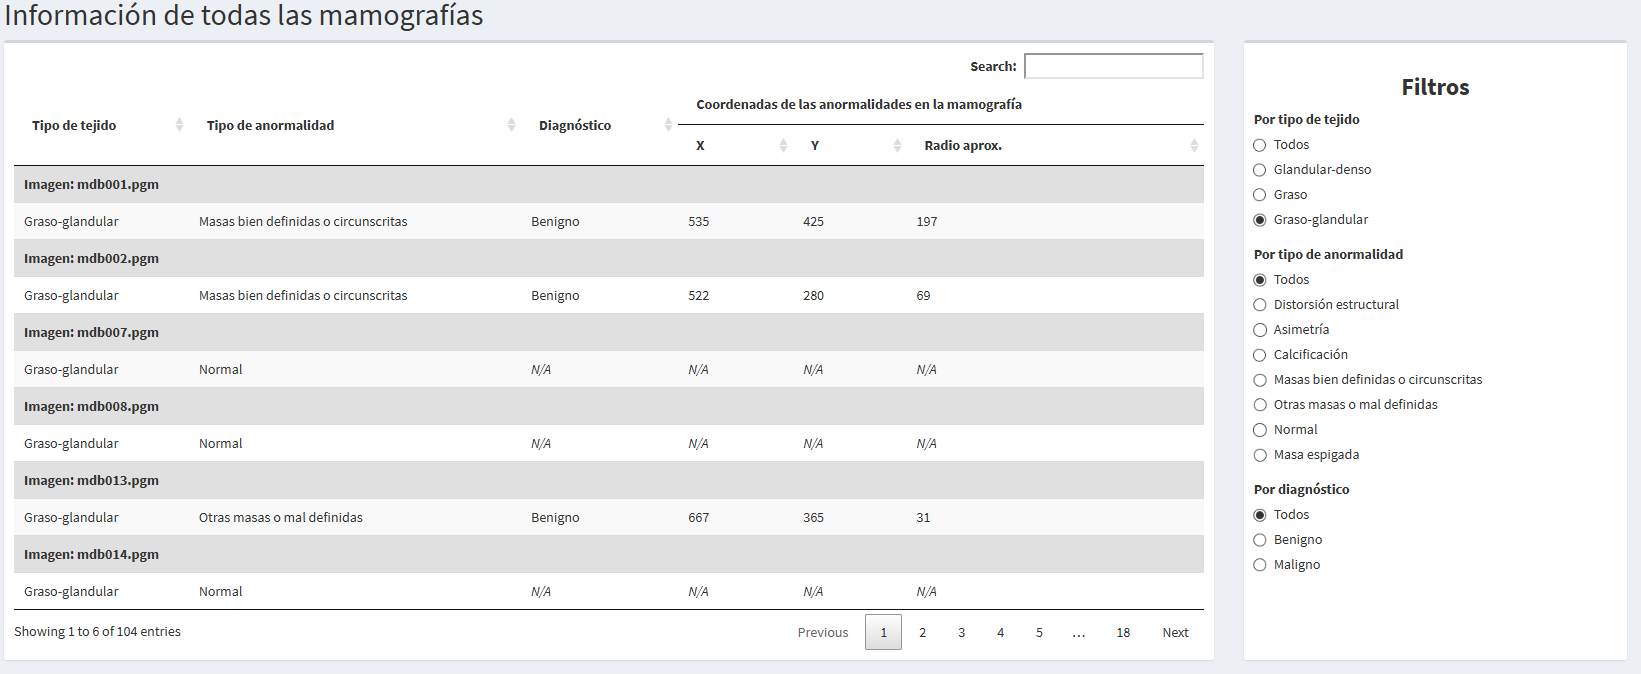 Información de todas las mamografías
Search:
Coordenadas de las anormalidades en la mamografía
Tipo de tejido Tipo de anormalidad Diagnóstico
X Y Radio aprox.
Imagen: mdb001.pgm
Graso-glandular Masas bien definidas o circunscritas Benigno 535 425 197
Imagen: mdb002.pgm
Graso-glandular Masas bien definidas o circunscritas Benigno 522 280 69
Imagen: mdb007.pgm
Graso-glandular Normal N/A N/A N/A N/A
Imagen: mdb008.pgm
Graso-glandular Normal N/A N/A N/A N/A
Imagen: mdb013.pgm
Graso-glandular Otras masas o mal definidas Benigno 667 365 31
Imagen: mdb014.pgm
Graso-glandular Normal N/A N/A N/A N/A
Showing 1 to 6 of 104 entries Previous 1 2 3 4 5 ... 18 Next
Filtros
Por tipo de tejido
Todos
Glandular-denso
Graso
Graso-glandular
Por tipo de anormalidad
Todos
Distorsión estructural
Asimetría
Calcificación
Masas bien definidas o circunscritas
Otras masas o mal definidas
Normal
Masa espigada
Por diagnóstico
Todos
Benigno
Maligno